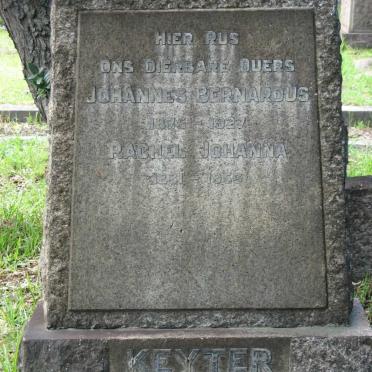 HIER RUS
ONS DIERBARE OUERS
JOHANNES BERNARDUS
RACHEL JOHANNA
KEYTER